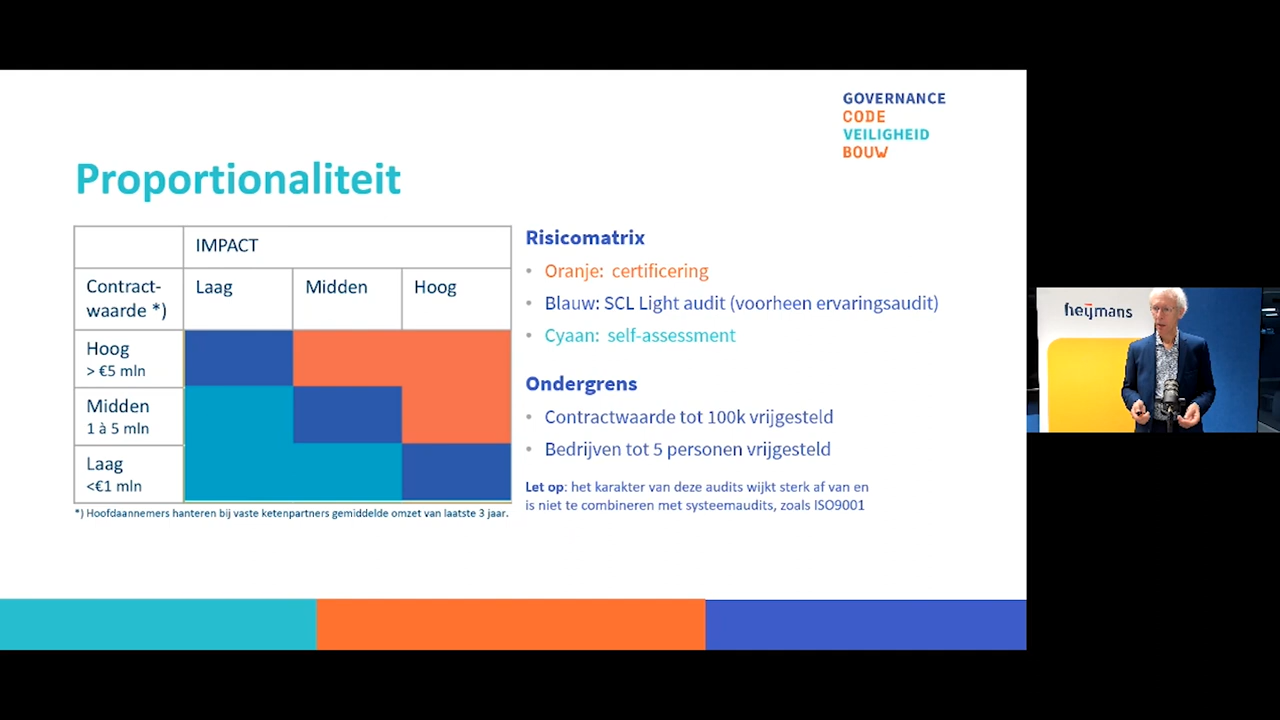 GOVERNANCE
CODE
VEILIGHEID
BOUW
Proportionaliteit
IMPACT
Contract-
waarde *)
Laag
Midden
Hoog
Hoog
> €5 mln
Midden
1 à 5 mln
Laag
<€1 mln
*) Hoofdaannemers hanteren bij vaste ketenpartners gemiddelde omzet van laatste 3 jaar.
Risicomatrix
• Oranje: certificering
• Blauw: SCL Light audit (voorheen ervaringsaudit)
• Cyaan: self-assessment
Ondergrens
• Contractwaarde tot 100k vrijgesteld
• Bedrijven tot 5 personen vrijgesteld
Let op: het karakter van deze audits wijkt sterk af van en
is niet te combineren met systeemaudits, zoals ISO9001
heijmans